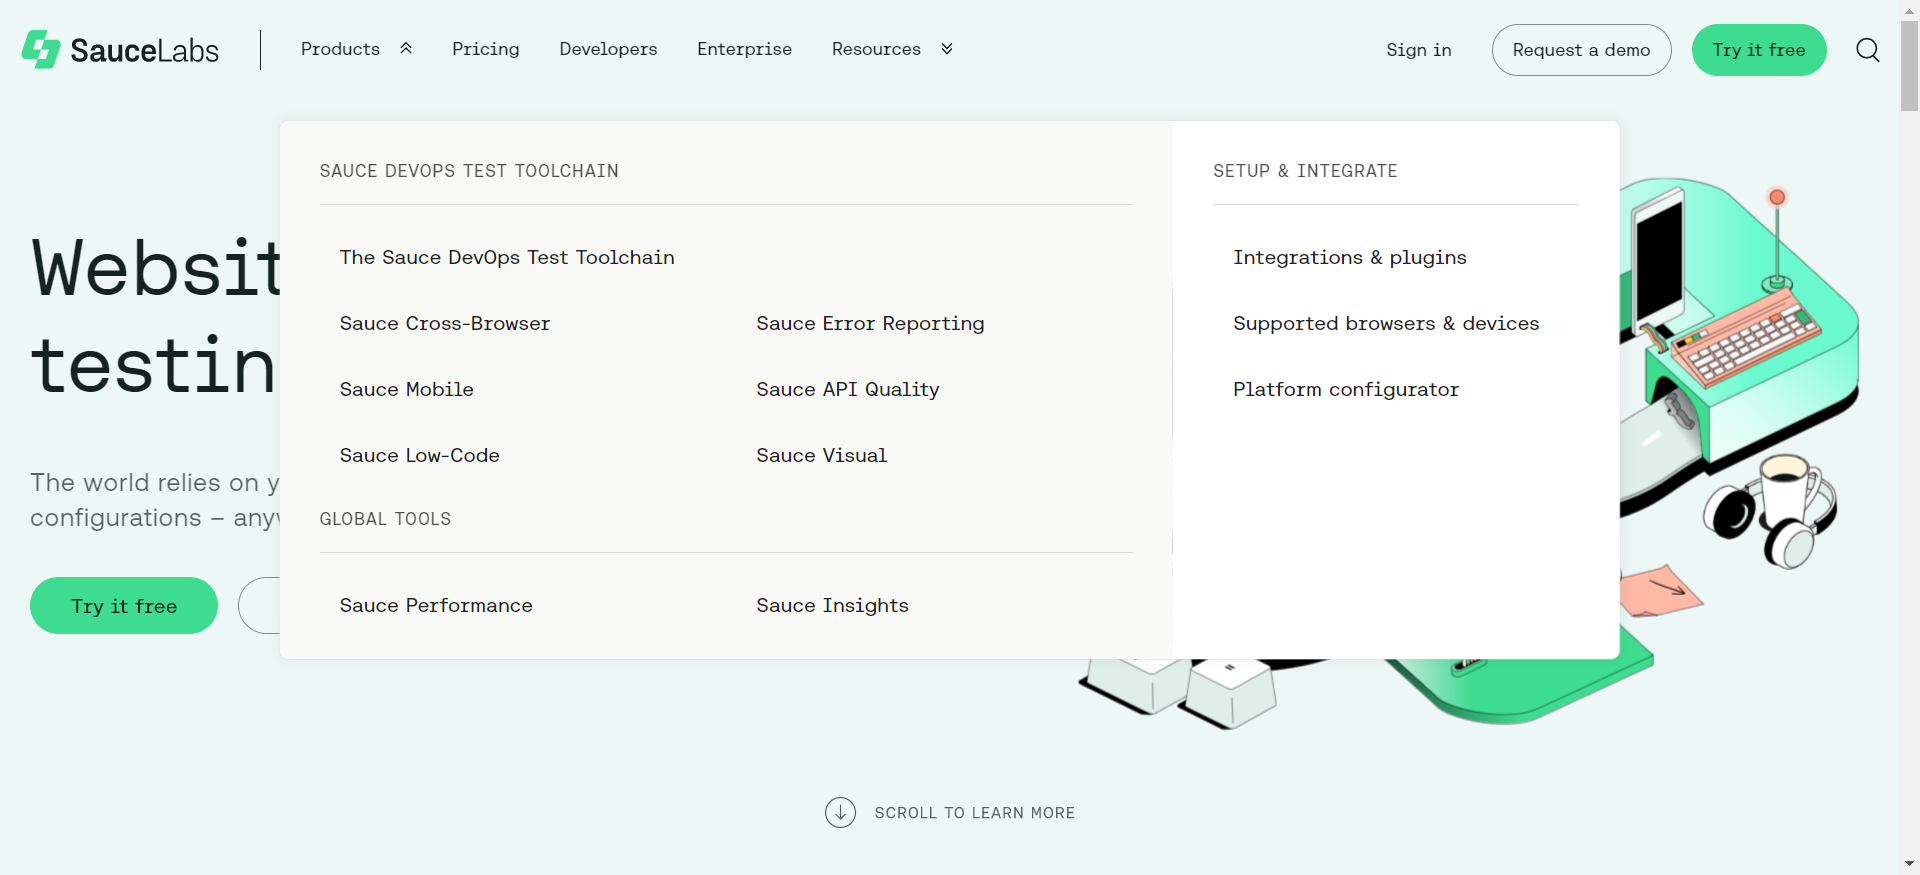 SauceLabs
Products
Pricing
Developers
Enterprise
Resources
Sign in
Request a demo
Try it free
SAUCE DEVOPS TEST TOOLCHAIN
The Sauce DevOps Test Toolchain
Sauce Cross-Browser
Sauce Error Reporting
Sauce Mobile
Sauce API Quality
Sauce Low-Code
Sauce Visual
GLOBAL TOOLS
Sauce Performance
Sauce Insights
SETUP & INTEGRATE
Integrations & plugins
Supported browsers & devices
Platform configurator
Websit
testin
The world relies on y
configurations – any
Try it free
SCROLL TO LEARN MORE